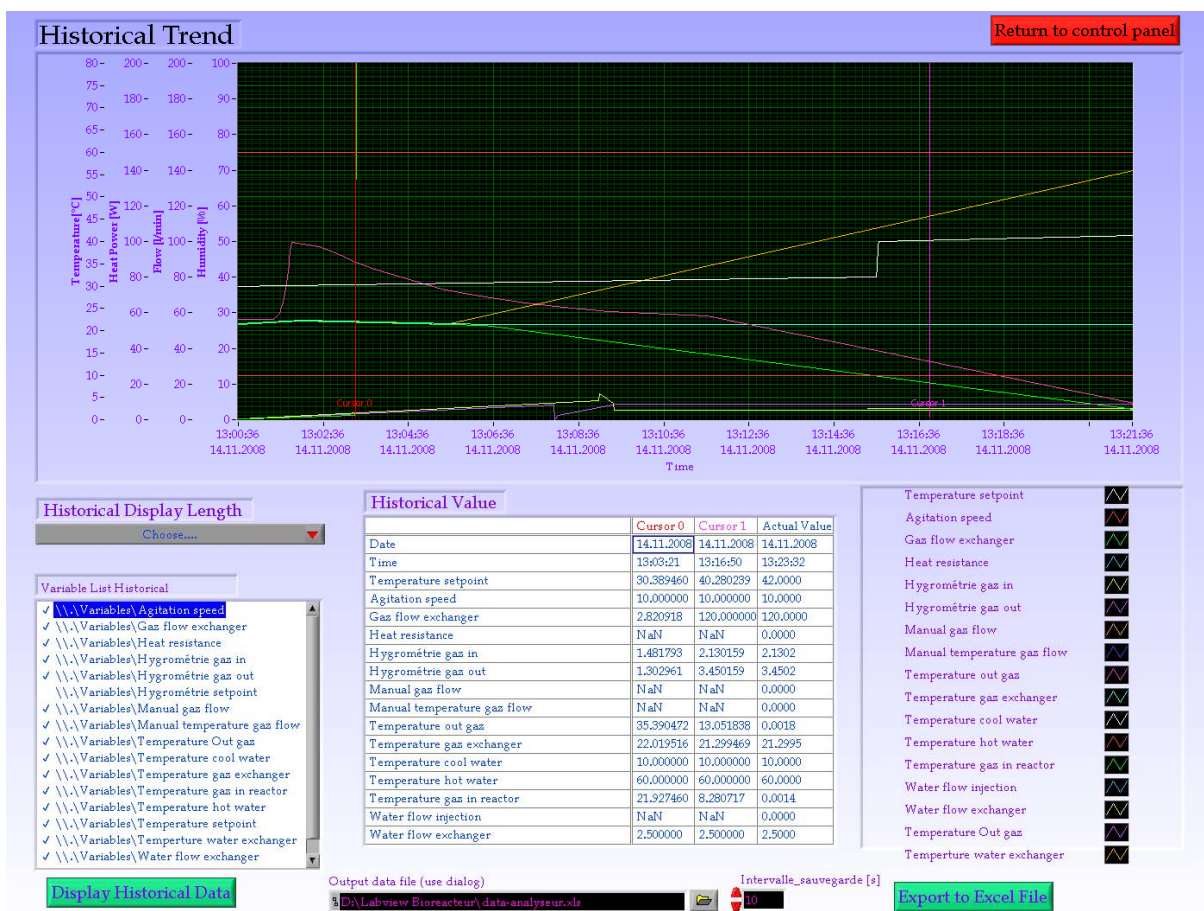 Historical Trend
Return to control panel
80 200 200 100
75
180 180 90
70
65
160 160 80
60
140 140 70
55
50
120 120 60
45
40 100 100 50
35
80 80 40
30
25
60 60 30
20
40 40 20
15
10
20 20 10
5
0 0 0 0
Temperature[°C]
Heat Power [W]
Flow [l/min]
Humidity [%]
Cursor 0
Cursor 1
13:00:36 13:02:36 13:04:36 13:06:36 13:08:36 13:10:36 13:12:36 13:14:36 13:16:36 13:18:36 13:21:36
14.11.2008 14.11.2008 14.11.2008 14.11.2008 14.11.2008 14.11.2008 14.11.2008 14.11.2008 14.11.2008 14.11.2008 14.11.2008
Time
Historical Display Length
Choose....
Variable List Historical
\\.\Variables\Agitation speed
\\.\Variables\Gaz flow exchanger
\\.\Variables\Heat resistance
\\.\Variables\Hygrométrie gaz in
\\.\Variables\Hygrométrie gaz out
\\.\Variables\Hygrométrie setpoint
\\.\Variables\Manual gaz flow
\\.\Variables\Manual temperature gaz flow
\\.\Variables\Temperature Out gaz
\\.\Variables\Temperature cool water
\\.\Variables\Temperature gaz exchanger
\\.\Variables\Temperature gaz in reactor
\\.\Variables\Temperature hot water
\\.\Variables\Temperature setpoint
\\.\Variables\Temperture water exchanger
\\.\Variables\Water flow exchanger
Display Historical Data
Historical Value
Cursor 0 Cursor 1 Actual Value
Date 14.11.2008 14.11.2008 14.11.2008
Time 13:03:21 13:16:50 13:23:32
Temperature setpoint 30.389460 40.280239 42.0000
Agitation speed 10.000000 10.000000 10.0000
Gaz flow exchanger 2.820918 120.000000 120.0000
Heat resistance NaN NaN 0.0000
Hygrométrie gaz in 1.481793 2.130159 2.1302
Hygrométrie gaz out 1.302961 3.450159 3.4502
Manual gaz flow NaN NaN 0.0000
Manual temperature gaz flow NaN NaN 0.0000
Temperature out gaz 35.390472 13.051838 0.0018
Temperature gaz exchanger 22.019516 21.299469 21.2995
Temperature cool water 10.000000 10.000000 10.0000
Temperature hot water 60.000000 60.000000 60.0000
Temperature gaz in reactor 21.927460 8.280717 0.0014
Water flow injection NaN NaN 0.0000
Water flow exchanger 2.500000 2.500000 2.5000
Temperature setpoint
Agitation speed
Gaz flow exchanger
Heat resistance
Hygrométrie gaz in
Hygrométrie gaz out
Manual gaz flow
Manual temperature gaz flow
Temperature out gaz
Temperature gaz exchanger
Temperature cool water
Temperature hot water
Temperature gaz in reactor
Water flow injection
Water flow exchanger
Temperature Out gaz
Temperture water exchanger
Output data file (use dialog)
D:\Labview Bioreacteur\data-analyseur.xls
Intervalle_sauvegarde [s]
10
Export to Excel File